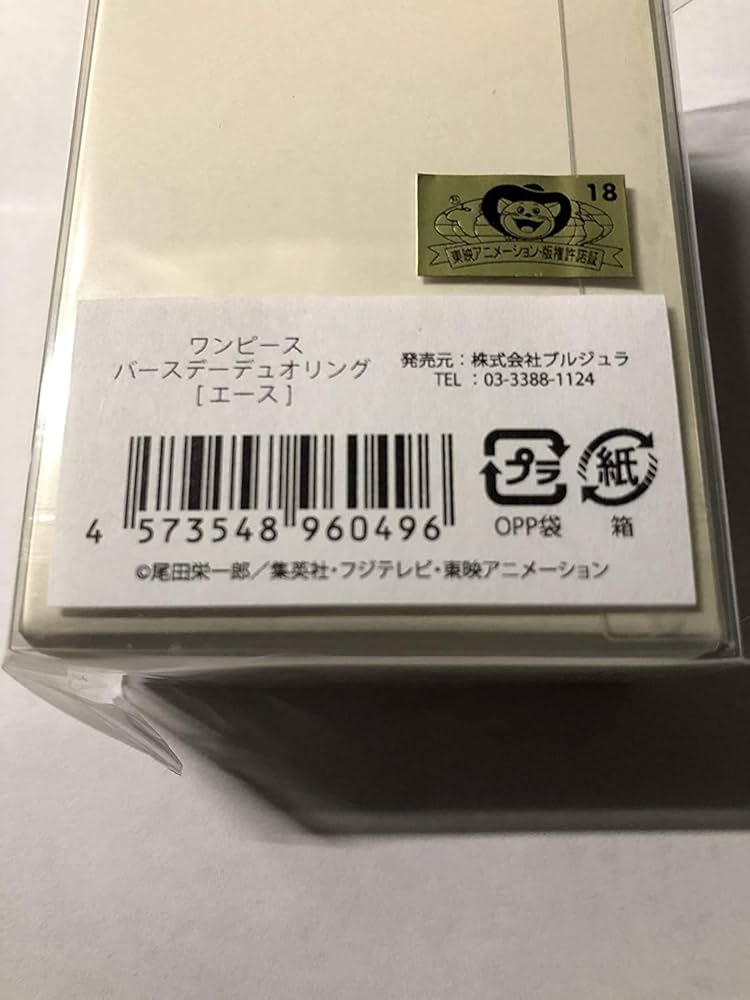 18
東映アニメーション・版権許諾証
ワンピース
バースデーデュオリング
[エース]
発売元：株式会社ブルジュラ
TEL ：03-3388-1124
4 573548 960496
プラ
OPP袋
紙
箱
©尾田栄一郎／集英社・フジテレビ・東映アニメーション